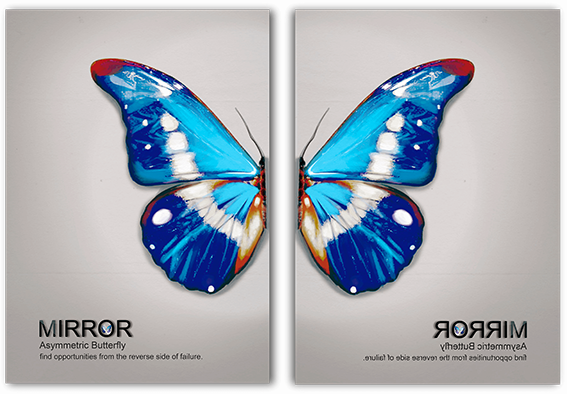 MIRROR
Asymmetric Butterfly
find opportunities from the reverse side of failure.
MIRROR
Asymmetric Butterfly
find opportunities from the reverse side of failure.